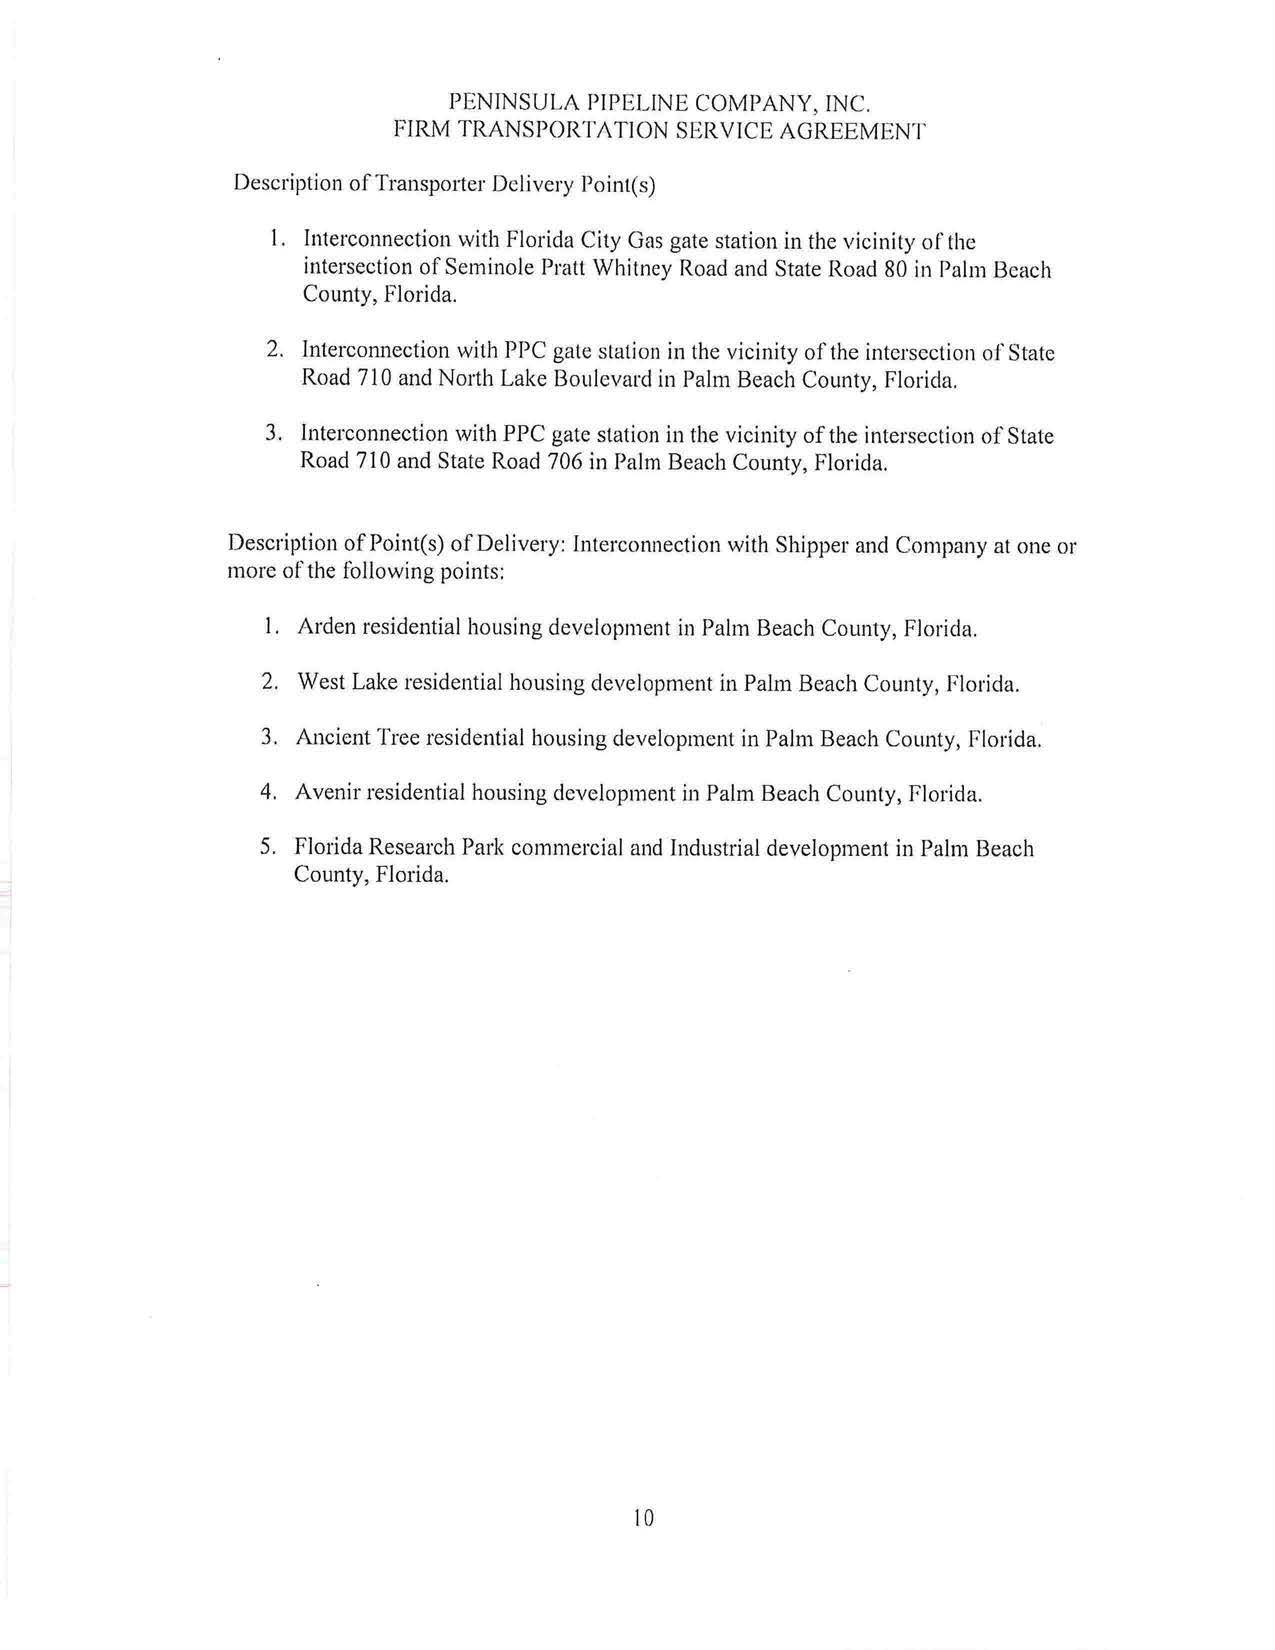 PENINSULA PIPELINE COMPANY, INC.
FIRM TRANSPORTATION SERVICE AGREEMENT
Description of Transporter Delivery Point(s)
1. Interconnection with Florida City Gas gate station in the vicinity of the
intersection of Seminole Pratt Whitney Road and State Road 80 in Palm Beach
County, Florida.
2. Interconnection with PPC gate station in the vicinity of the intersection of State
Road 710 and North Lake Boulevard in Palm Beach County, Florida.
3. Interconnection with PPC gate station in the vicinity of the intersection of State
Road 710 and State Road 706 in Palm Beach County, Florida.
Description of Point(s) of Delivery: Interconnection with Shipper and Company at one or
more of the following points:
1. Arden residential housing development in Palm Beach County, Florida.
2. West Lake residential housing development in Palm Beach County, Florida.
3. Ancient Tree residential housing development in Palm Beach County, Florida.
4. Avenir residential housing development in Palm Beach County, Florida.
5. Florida Research Park commercial and Industrial development in Palm Beach
County, Florida.
10